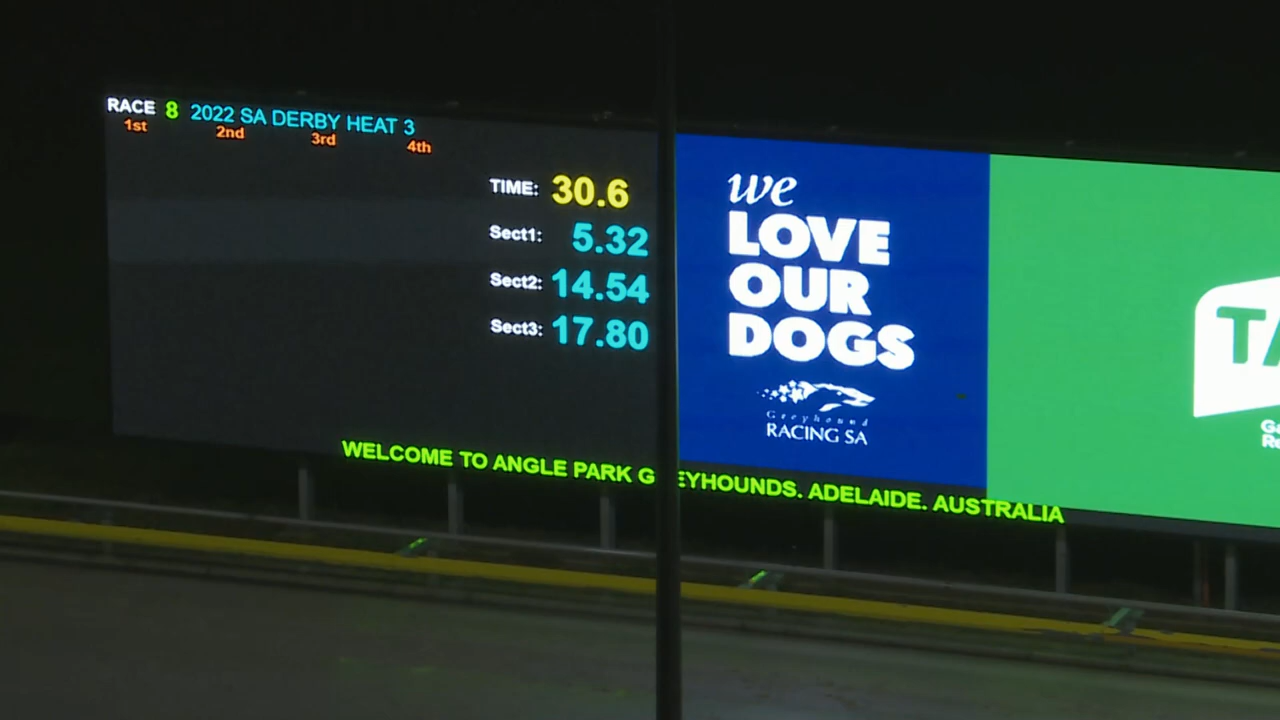 RACE 8 2022 SA DERBY HEAT 3
1st 2nd 3rd 4th
TIME: 30.6
Sect1: 5.32
Sect2: 14.54
Sect3: 17.80
we
LOVE
OUR
DOGS
Greyhound
RACING SA
WELCOME TO ANGLE PARK G EYHOUNDS. ADELAIDE. AUSTRALIA